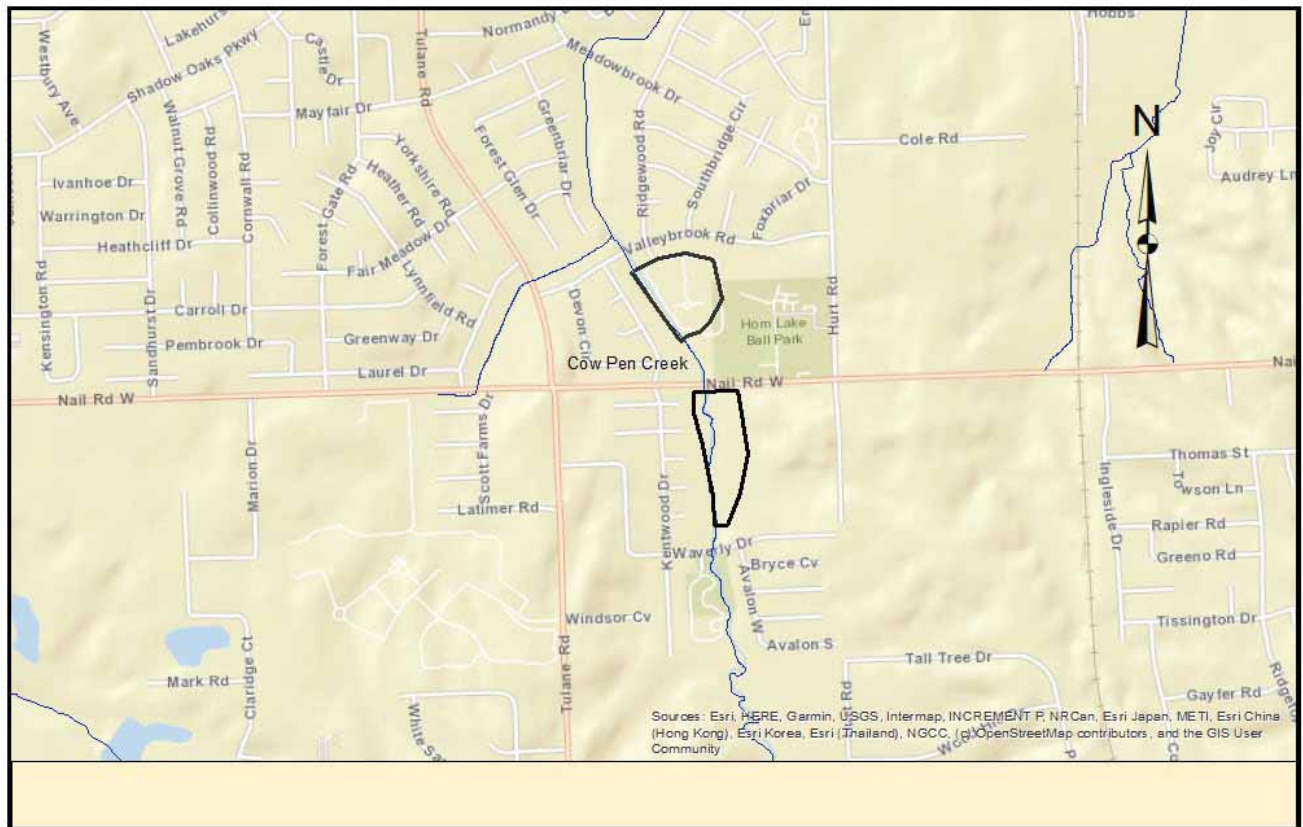 Hobbs
Westbury Ave
Lakehurs
Shadow Oaks Pkwy
Castle Dr
Tulane Rd
Normandy
Meadowbrook Dr
Mayfair Dr
Walnut Grove Rd
Collinwood Rd
Cornwall Rd
Yorkshire Rd
Heather Rd
Forest Glen Dr
Greenbriar Dr
Ridgewood Rd
Southbridge Cir
Cole Rd
N
Joy Cir
Audrey Ln
Ivanhoe Dr
Warrington Dr
Heathcliff Dr
Forest Gate Rd
Fair Meadow Dr
Lynnfield Rd
Foxbriar Dr
Valleybrook Rd
Kensington Rd
Sandhurst Dr
Carroll Dr
Greenway Dr
Pembrook Dr
Laurel Dr
Devon Cir
Horn Lake
Ball Park
Hurt Rd
Cow Pen Creek
Nail Rd W
Nail Rd W
Nai
Marion Dr
Scott Farms Dr
Latimer Rd
Kentwood Dr
Waverly Dr
Bryce Cv
Avalon W
Avalon S
Windsor Cv
Tulane Rd
Ingleside Dr
Thomas St
Towson Ln
Rapier Rd
Greeno Rd
Tissington Dr
Mark Rd
Claridge Ct
Tall Tree Dr
Gayfer Rd
Sources: Esri, HERE, Garmin, USGS, Intermap, INCREMENT P, NRCan, Esri Japan, METI, Esri China
(Hong Kong), Esri Korea, Esri (Thailand), NGCC, (c) OpenStreetMap contributors, and the GIS User
Community